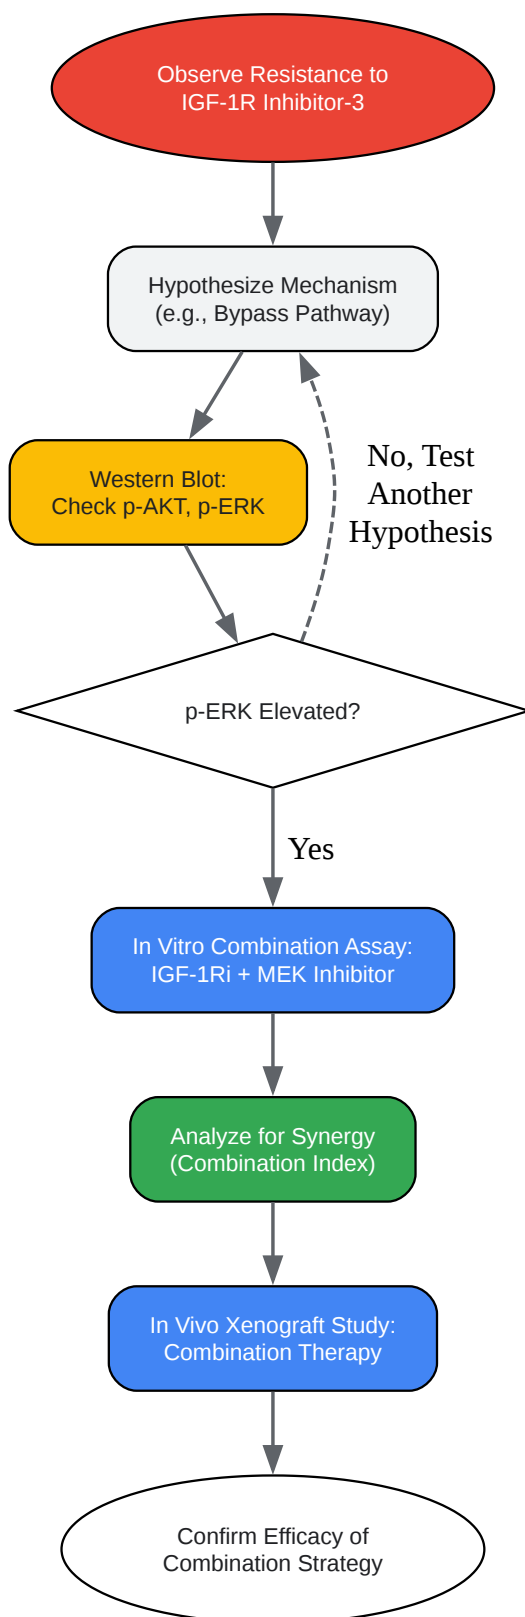 Observe Resistance to
IGF-1R Inhibitor-3
Hypothesize Mechanism
(e.g., Bypass Pathway)
Western Blot:
Check p-AKT, p-ERK
No, Test
Another
Hypothesis
p-ERK Elevated?
Yes
In Vitro Combination Assay:
IGF-1Ri + MEK Inhibitor
Analyze for Synergy
(Combination Index)
In Vivo Xenograft Study:
Combination Therapy
Confirm Efficacy of
Combination Strategy